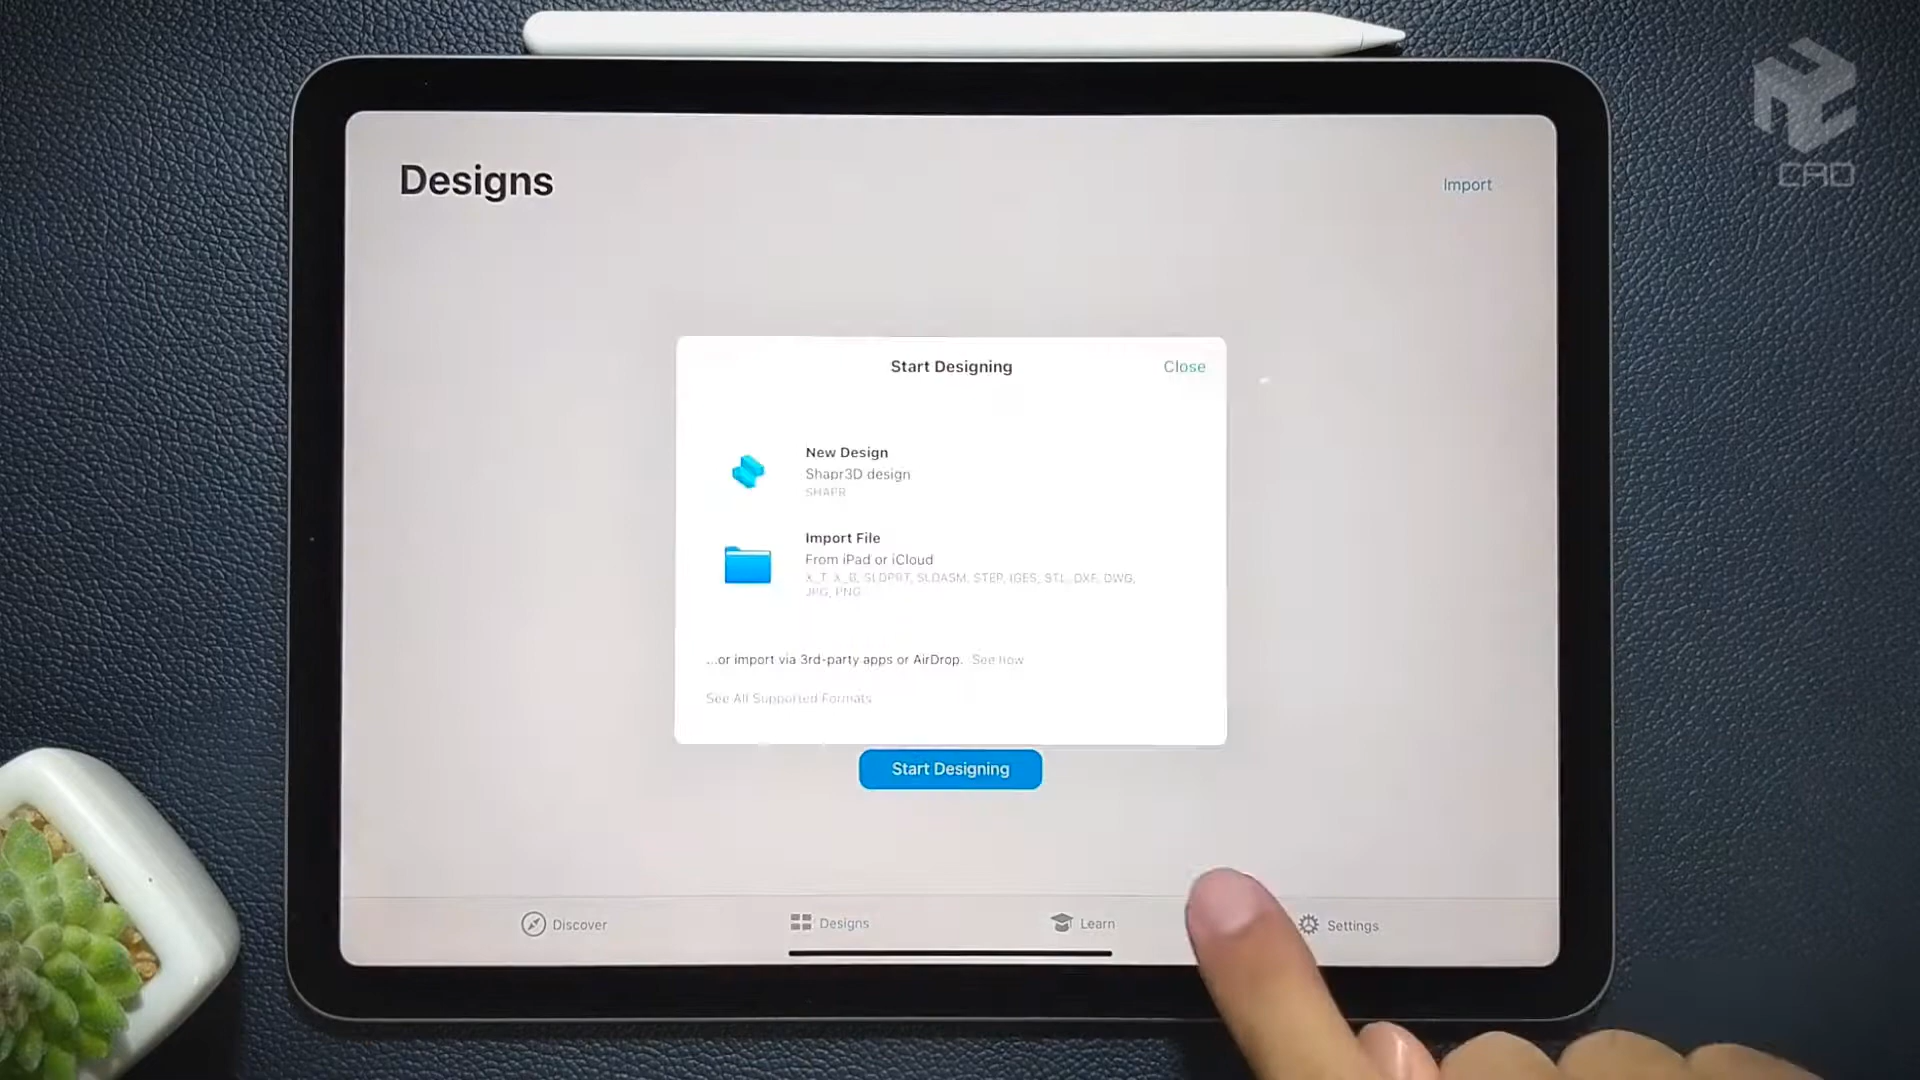 CAD
Designs
Import
Start Designing
Close
New Design
Shapr3D design
SHAPR
Import File
From iPad or iCloud
X_T, X_B, SLDPRT, SLDASM, STEP, IGES, STL, DXF, DWG,
JPG, PNG
...or import via 3rd-party apps or AirDrop. See how
See All Supported Formats
Start Designing
Discover
Designs
Learn
Settings